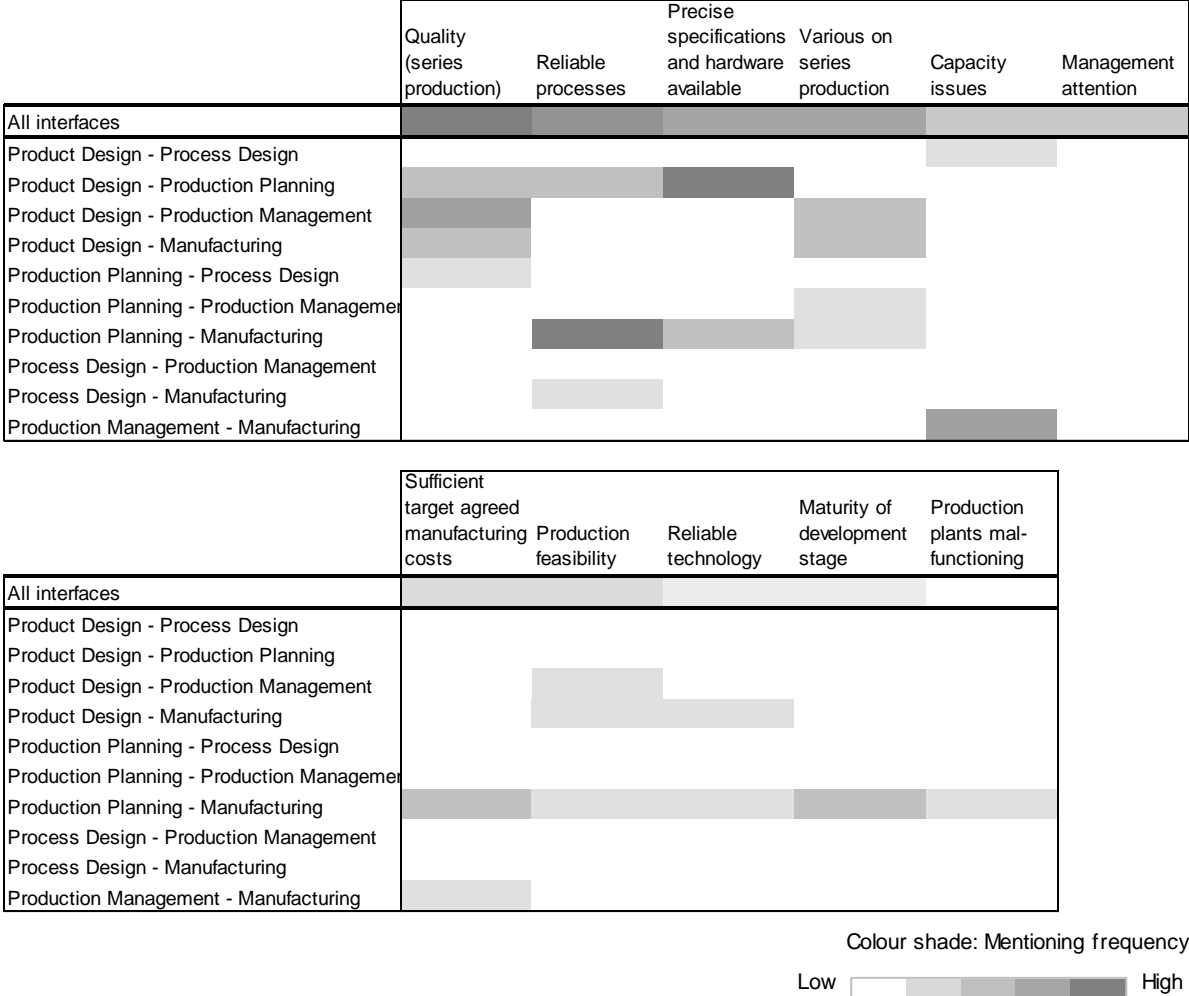 Quality (series production)
Reliable processes
Precise specifications and hardware available
Various on series production
Capacity issues
Management attention
All interfaces
Product Design - Process Design
Product Design - Production Planning
Product Design - Production Management
Product Design - Manufacturing
Production Planning - Process Design
Production Planning - Production Managemen
Production Planning - Manufacturing
Process Design - Production Management
Process Design - Manufacturing
Production Management - Manufacturing
Sufficient target agreed manufacturing costs
Production feasibility
Reliable technology
Maturity of development stage
Production plants mal-functioning
All interfaces
Product Design - Process Design
Product Design - Production Planning
Product Design - Production Management
Product Design - Manufacturing
Production Planning - Process Design
Production Planning - Production Managemen
Production Planning - Manufacturing
Process Design - Production Management
Process Design - Manufacturing
Production Management - Manufacturing
Colour shade: Mentioning frequency
Low High